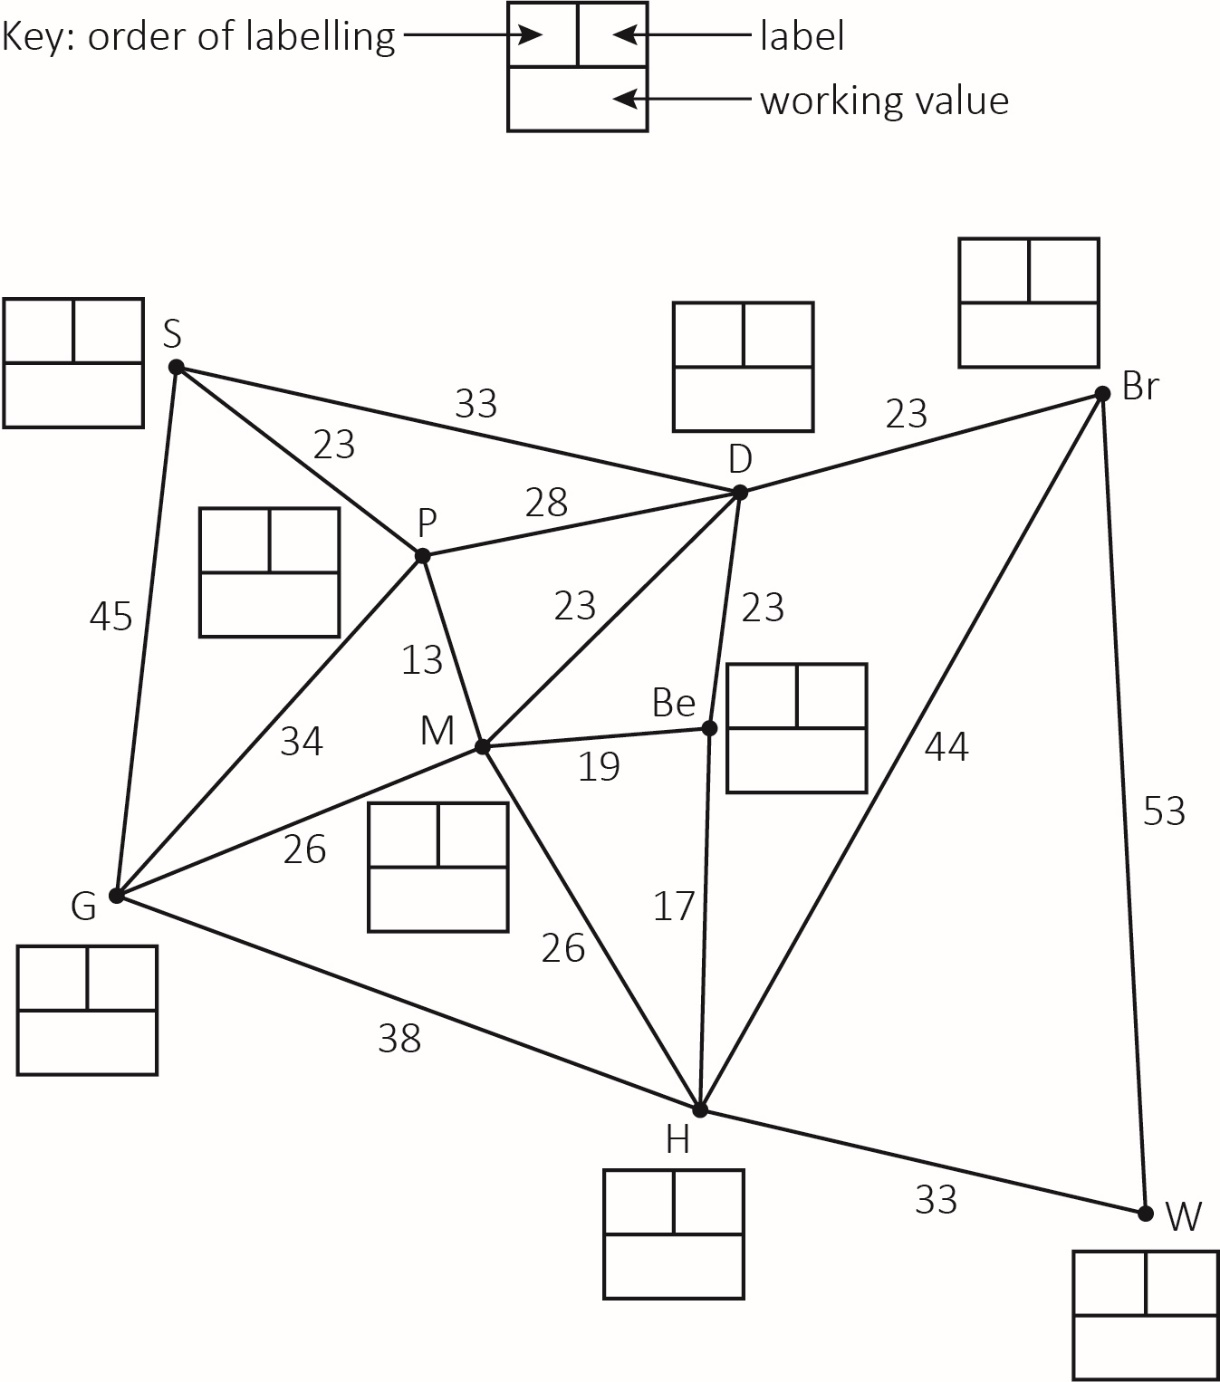 Key: order of labelling
label
working value
S
33
Br
23
23
D
28
P
45
23
23
13
Be
M
34
19
44
26
53
G
17
26
38
H
33
W